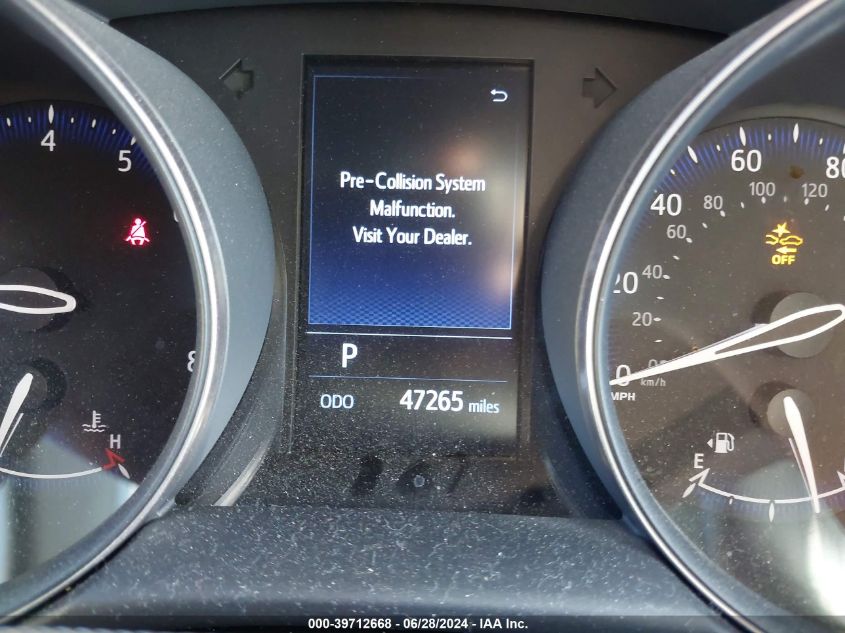 4
5
8
H
Pre-Collision System
Malfunction.
Visit Your Dealer.
P
ODO 47265 miles
0
20
40
60
80
20
40
60
80
100
120
km/h
MPH
OFF
E
000-39712668 - 06/28/2024 - IAA Inc.